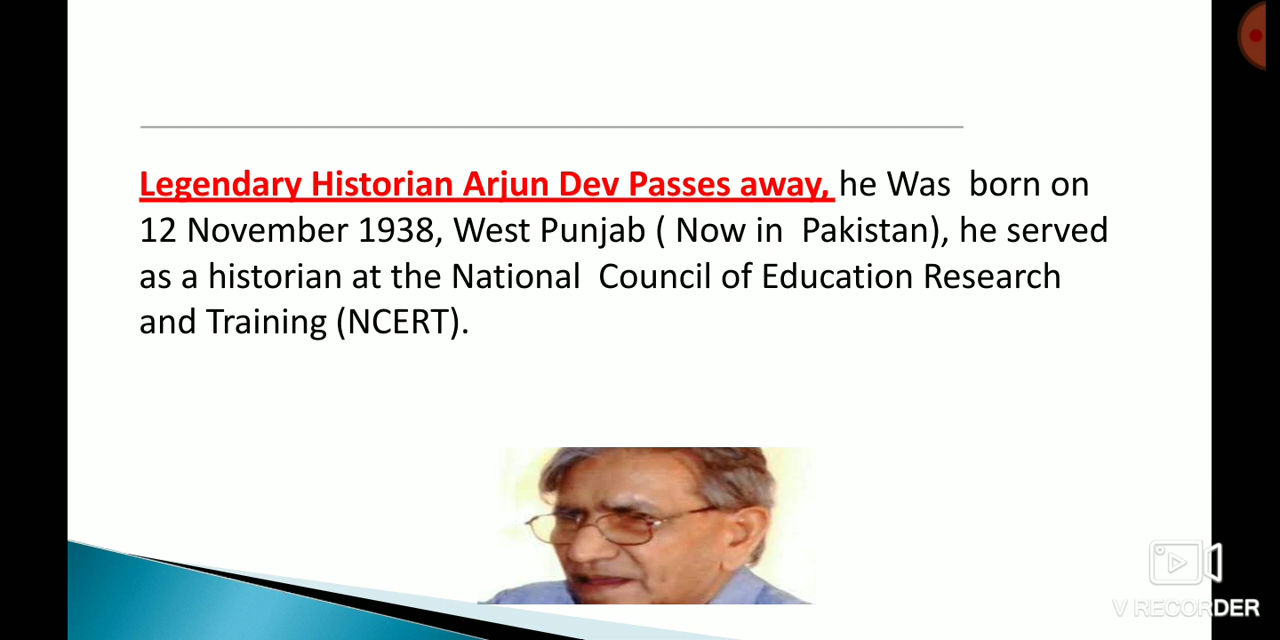 Legendary Historian Arjun Dev Passes away, he Was born on
12 November 1938, West Punjab ( Now in Pakistan), he served
as a historian at the National Council of Education Research
and Training (NCERT).
V RECORDER